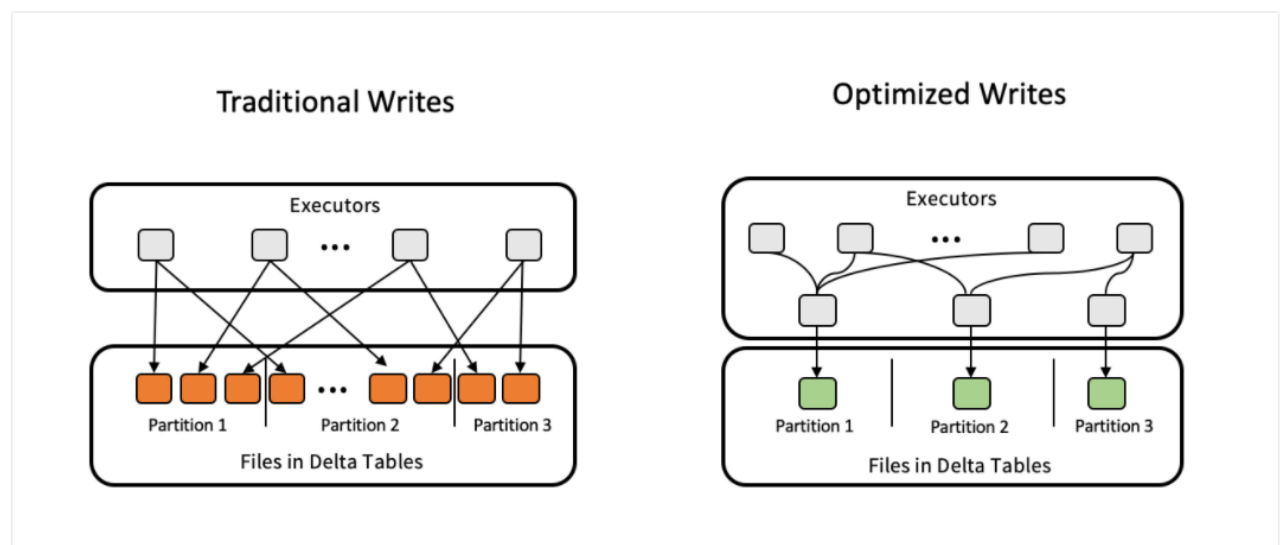 Traditional Writes
Executors
Partition 1
Partition 2
Partition 3
Files in Delta Tables
Optimized Writes
Executors
Partition 1
Partition 2
Partition 3
Files in Delta Tables